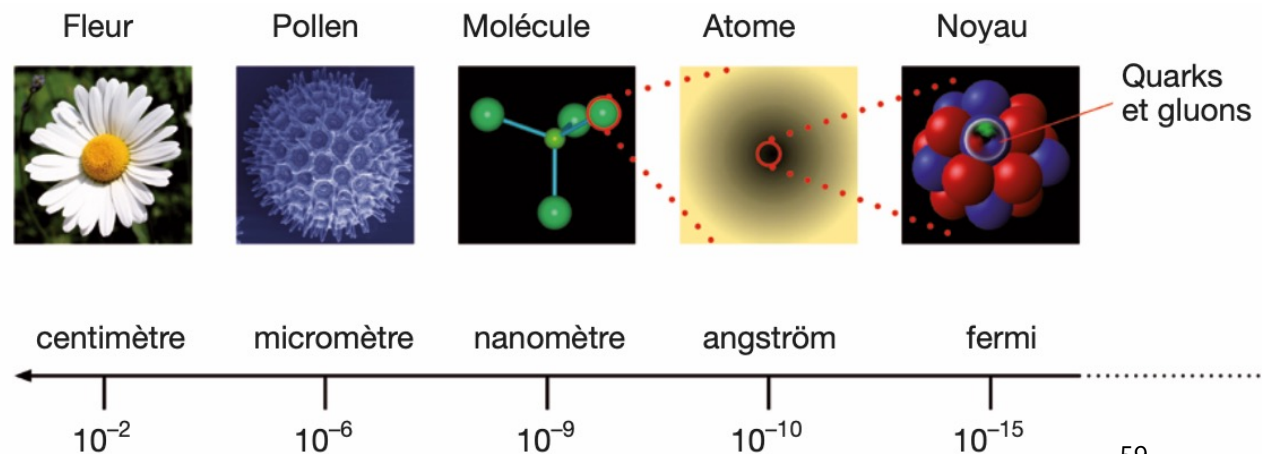 Fleur
Pollen
Molécule
Atome
Noyau
Quarks
et gluons
centimètre
micromètre
nanomètre
angström
fermi
10⁻²
10⁻⁶
10⁻⁹
10⁻¹⁰
10⁻¹⁵